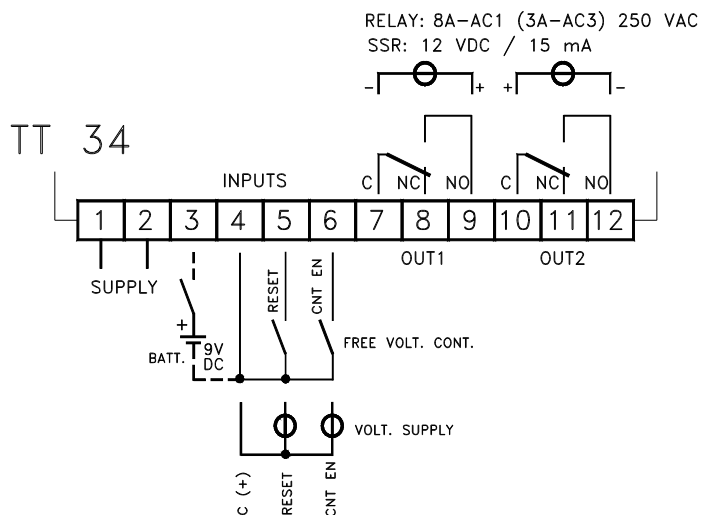 RELAY: 8A-AC1 (3A-AC3) 250 VAC
SSR: 12 VDC / 15 mA
- + + -
TT 34
INPUTS
C NC NO C NC NO
1 2 3 4 5 6 7 8 9 10 11 12
SUPPLY
OUT1 OUT2
RESET
CNT EN
+
BATT.
9V
DC
FREE VOLT. CONT.
VOLT. SUPPLY
C (+)
RESET
CNT EN